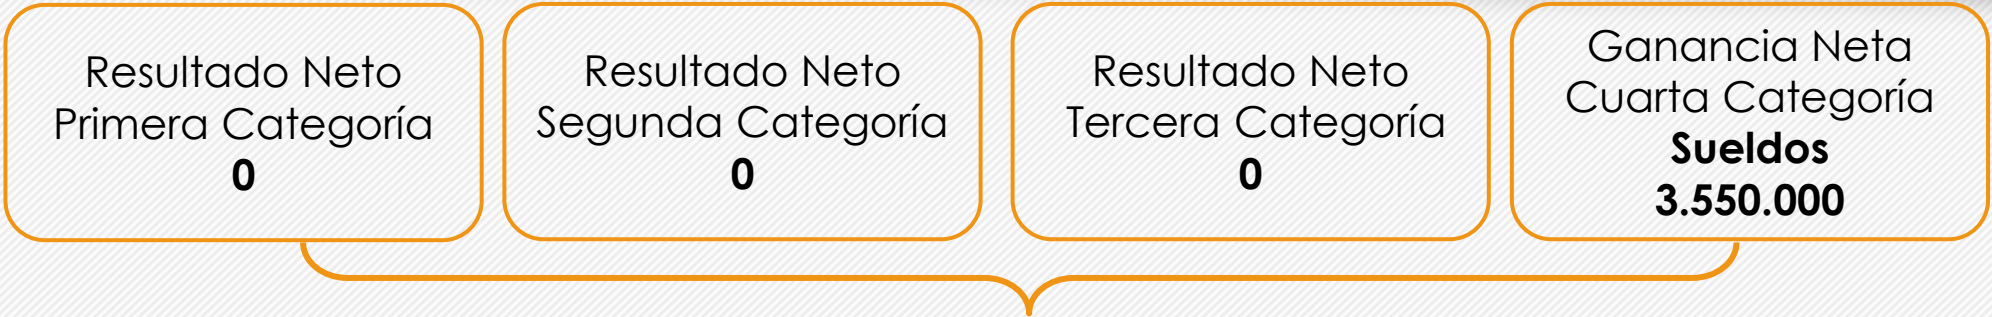 Resultado Neto
Primera Categoría
0
Resultado Neto
Segunda Categoría
0
Resultado Neto
Tercera Categoría
0
Ganancia Neta
Cuarta Categoría
Sueldos
3.550.000